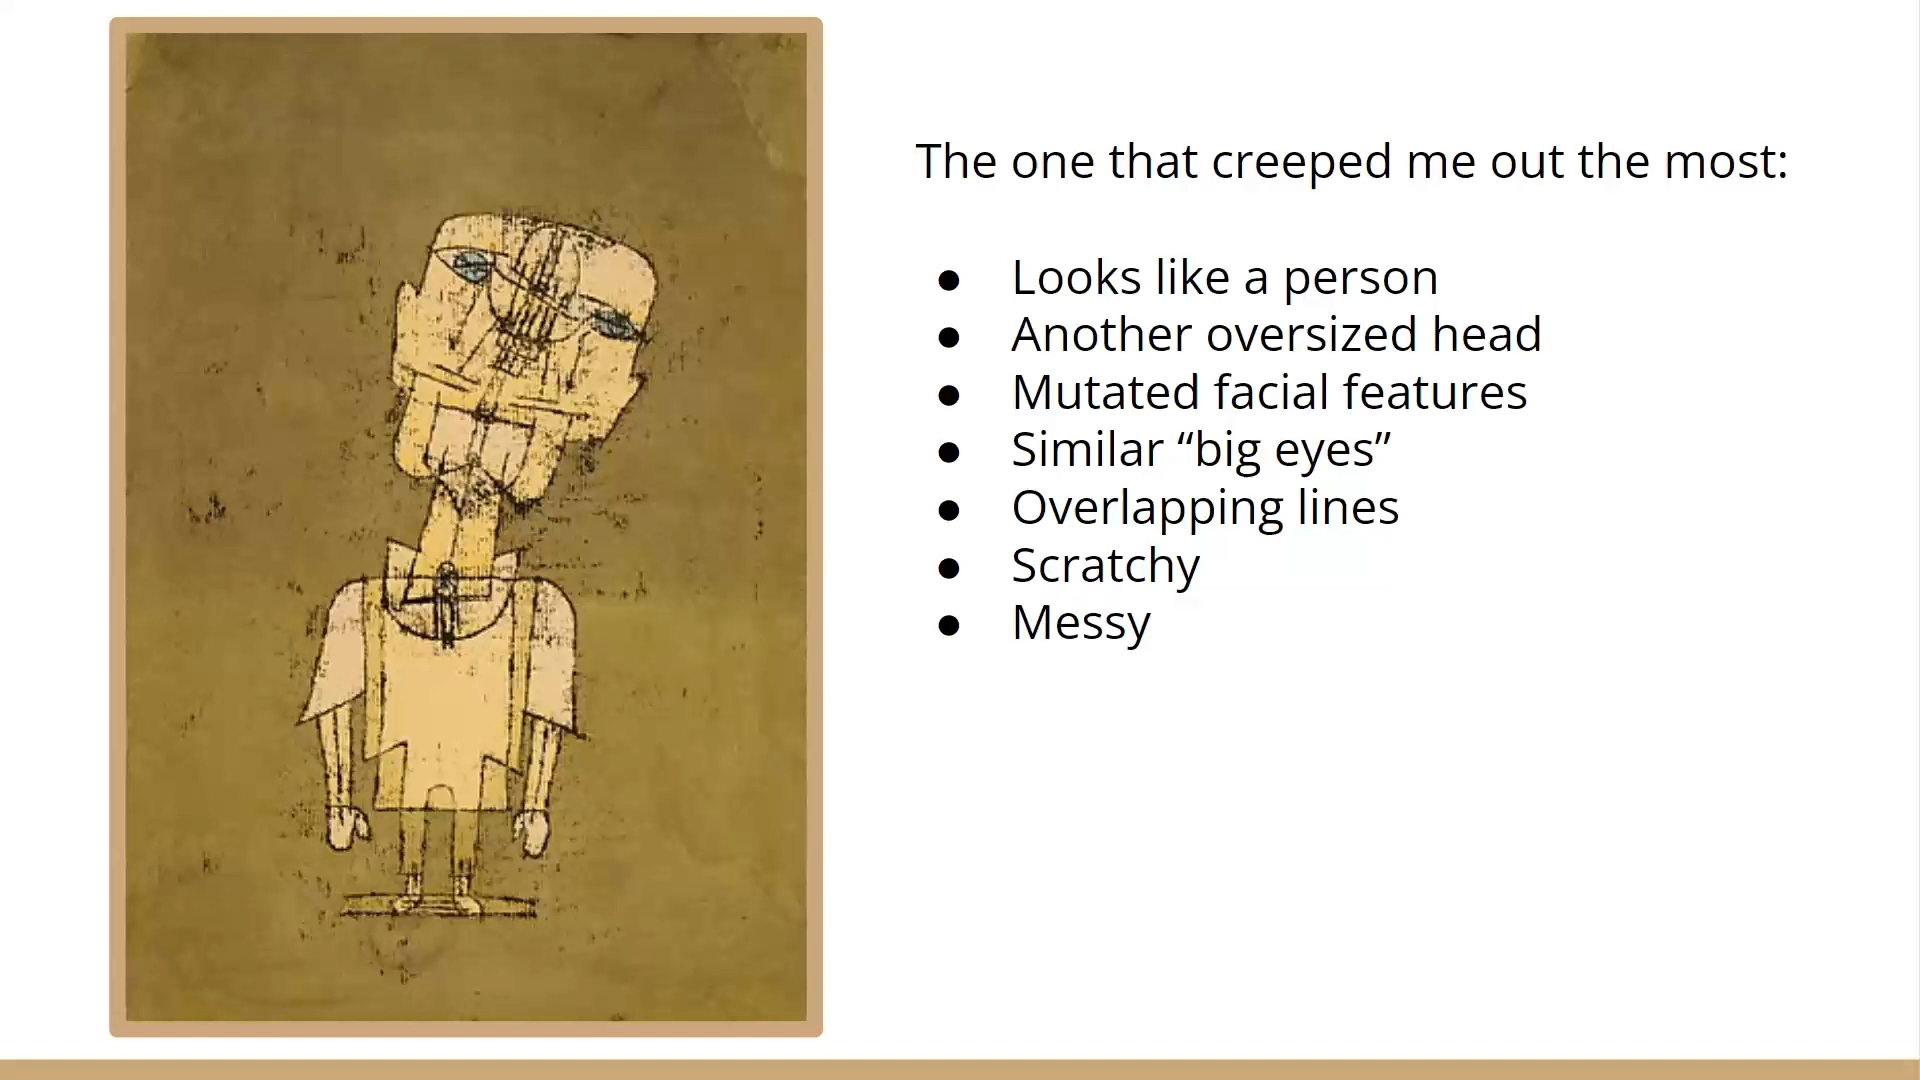 The one that creeped me out the most:
● Looks like a person
● Another oversized head
● Mutated facial features
● Similar “big eyes”
● Overlapping lines
● Scratchy
● Messy